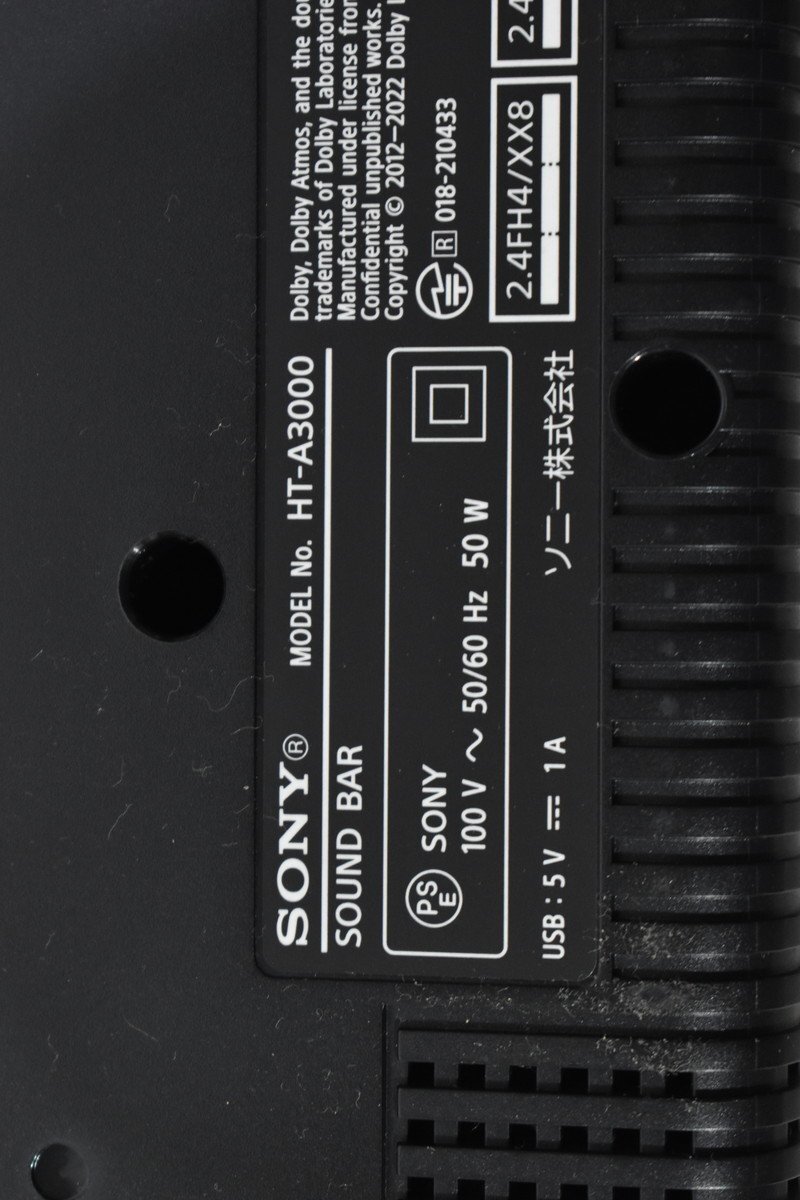 SONY® MODEL No. HT-A3000
SOUND BAR
PSE SONY
100 V ～ 50/60 Hz 50 W
USB : 5 V ⎓ 1 A
ソニー株式会社
Dolby, Dolby Atmos, and the
trademarks of Dolby Laboratorie
Manufactured under license
Confidential unpublished works.
Copyright © 2012–2022 Dolby
R 018-210433
2.4FH4/XX8
2.4